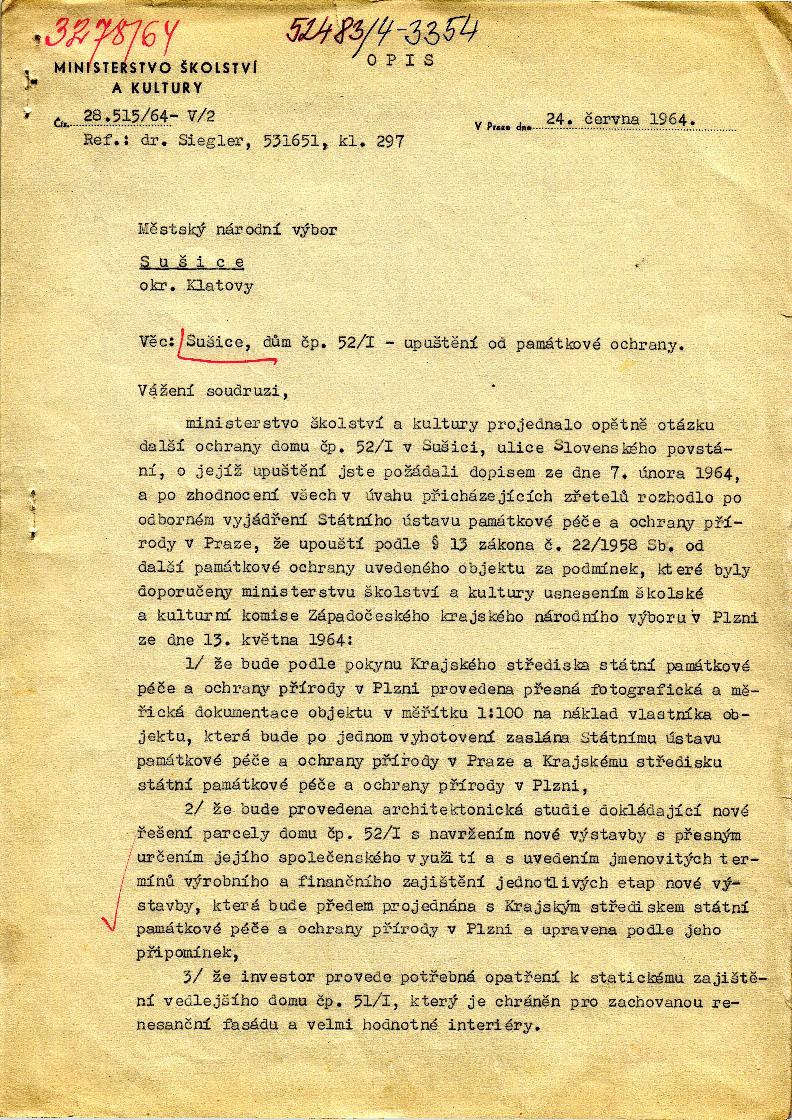 3278/64
52483/4-3354
O P I S
MINISTERSTVO ŠKOLSTVÍ
A KULTURY
Čís. 28.515/64- V/2
V Praze dne 24. června 1964.
Ref.: dr. Siegler, 531651, kl. 297
Městský národní výbor
S u š i c e
okr. Klatovy
Věc: Sušice, dům čp. 52/I - upuštění od památkové ochrany.
Vážení soudruzi,
ministerstvo školství a kultury projednalo opětně otázku
další ochrany domu čp. 52/I v Sušici, ulice Slovenského povstá-
ní, o jejíž upuštění jste požádali dopisem ze dne 7. února 1964,
a po zhodnocení všech v úvahu přicházejících zřetelů rozhodlo po
odborném vyjádření Státního ústavu památkové péče a ochrany pří-
rody v Praze, že upouští podle § 13 zákona č. 22/1958 Sb. od
další památkové ochrany uvedeného objektu za podmínek, které byly
doporučeny ministerstvu školství a kultury usnesením školské
a kulturní komise Západočeského krajského národního výboru v Plzni
ze dne 13. května 1964:
1/ že bude podle pokynu Krajského střediska státní památkové
péče a ochrany přírody v Plzni provedena přesná fotografická a mě-
řická dokumentace objektu v měřítku 1:100 na náklad vlastníka ob-
jektu, která bude po jednom vyhotovení zaslána Státnímu ústavu
památkové péče a ochrany přírody v Praze a Krajskému středisku
státní památkové péče a ochrany přírody v Plzni,
2/ že bude provedena architektonická studie dokládající nové
řešení parcely domu čp. 52/I s navržením nové výstavby s přesným
určením jejího společenského využití a s uvedením jmenovitých ter-
mínů výrobního a finančního zajištění jednotlivých etap nové vý-
stavby, která bude předem projednána s Krajským střediskem státní
památkové péče a ochrany přírody v Plzni a upravena podle jeho
připomínek,
3/ že investor provede potřebná opatření k statickému zajiště-
ní vedlejšího domu čp. 51/I, který je chráněn pro zachovanou re-
nesanční fasádu a velmi hodnotné interiéry.